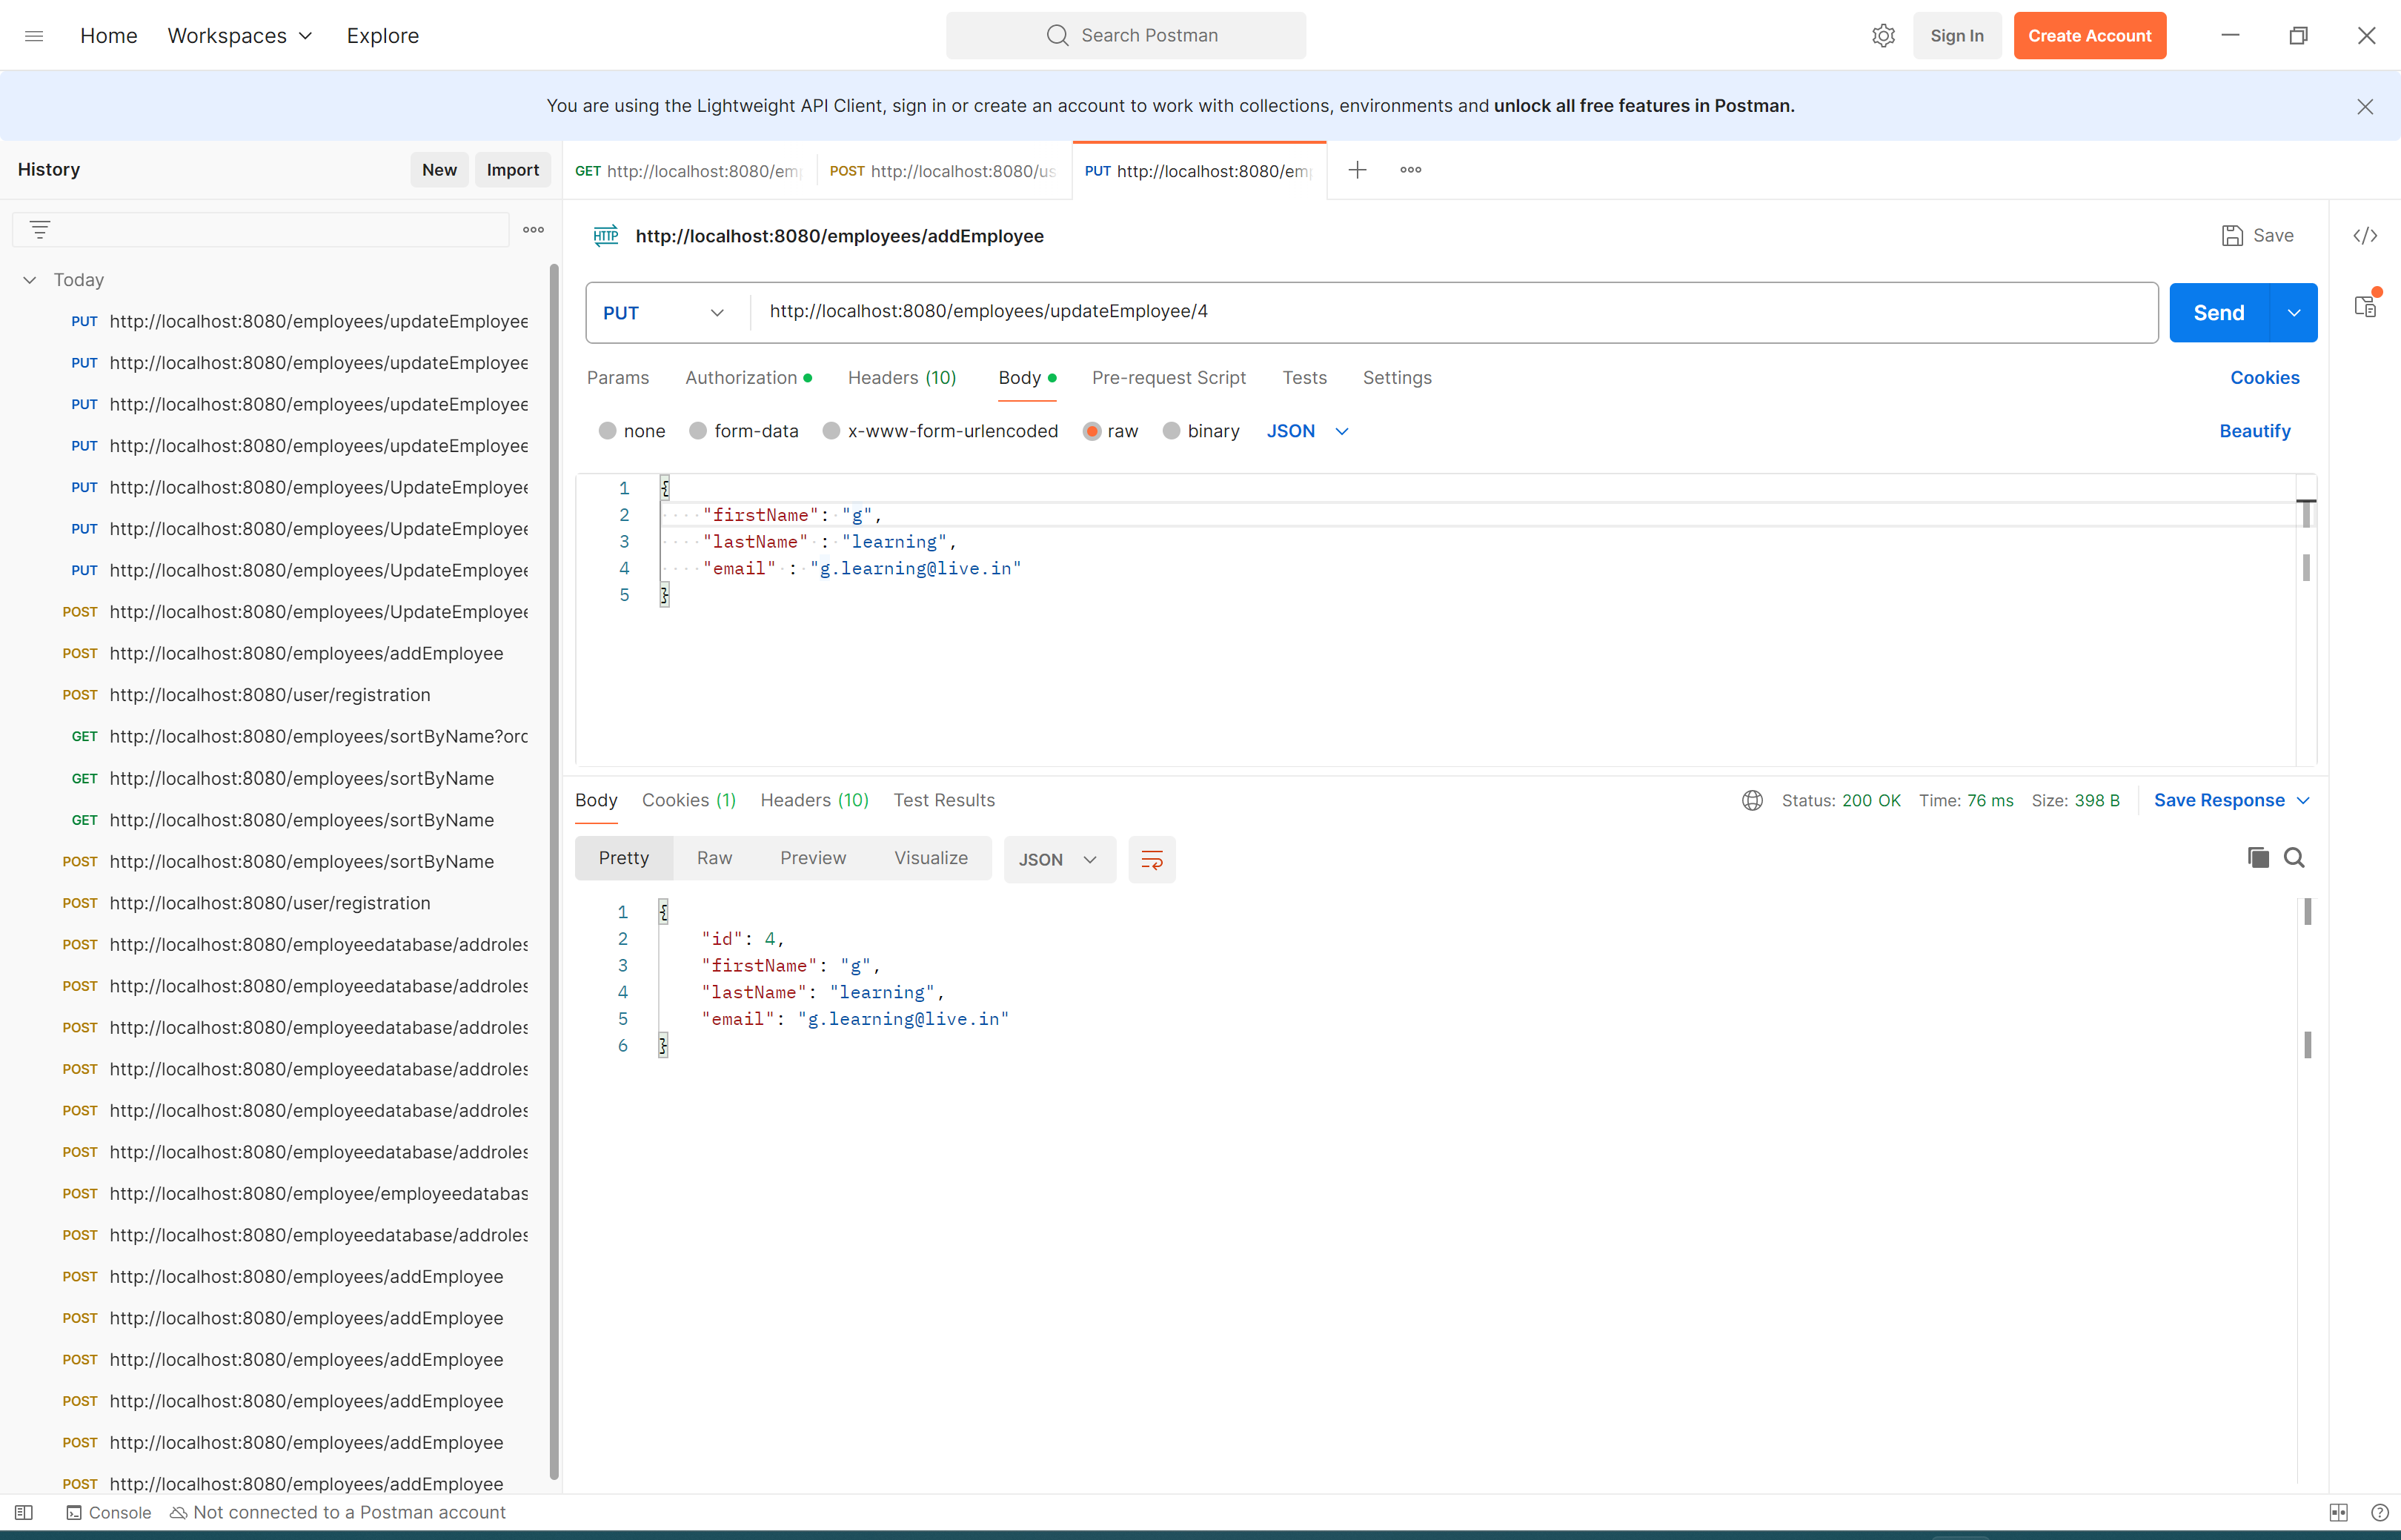 Home Workspaces Explore
Search Postman
Sign In Create Account
You are using the Lightweight API Client, sign in or create an account to work with collections, environments and unlock all free features in Postman.
History New Import
GET http://localhost:8080/em
POST http://localhost:8080/us
PUT http://localhost:8080/em
http://localhost:8080/employees/addEmployee
Save
Today
PUT http://localhost:8080/employees/updateEmployee
PUT http://localhost:8080/employees/updateEmployee
PUT http://localhost:8080/employees/updateEmployee
PUT http://localhost:8080/employees/updateEmployee
PUT http://localhost:8080/employees/UpdateEmployee
PUT http://localhost:8080/employees/UpdateEmployee
PUT http://localhost:8080/employees/UpdateEmployee
POST http://localhost:8080/employees/UpdateEmployee
POST http://localhost:8080/employees/addEmployee
POST http://localhost:8080/user/registration
GET http://localhost:8080/employees/sortByName?orc
GET http://localhost:8080/employees/sortByName
GET http://localhost:8080/employees/sortByName
POST http://localhost:8080/employees/sortByName
POST http://localhost:8080/user/registration
POST http://localhost:8080/employeedatabase/addroles
POST http://localhost:8080/employeedatabase/addroles
POST http://localhost:8080/employeedatabase/addroles
POST http://localhost:8080/employeedatabase/addroles
POST http://localhost:8080/employeedatabase/addroles
POST http://localhost:8080/employeedatabase/addroles
POST http://localhost:8080/employee/employeedatabas
POST http://localhost:8080/employeedatabase/addroles
POST http://localhost:8080/employees/addEmployee
POST http://localhost:8080/employees/addEmployee
POST http://localhost:8080/employees/addEmployee
POST http://localhost:8080/employees/addEmployee
POST http://localhost:8080/employees/addEmployee
POST http://localhost:8080/employees/addEmployee
PUT http://localhost:8080/employees/updateEmployee/4 Send
Params Authorization Headers (10) Body Pre-request Script Tests Settings Cookies
none form-data x-www-form-urlencoded raw binary JSON Beautify
1 {
2 "firstName": "g",
3 "lastName" : "learning",
4 "email" : "g.learning@live.in"
5 }
Body Cookies (1) Headers (10) Test Results Status: 200 OK Time: 76 ms Size: 398 B Save Response
Pretty Raw Preview Visualize JSON
1 {
2 "id": 4,
3 "firstName": "g",
4 "lastName": "learning",
5 "email": "g.learning@live.in"
6 }
Console Not connected to a Postman account